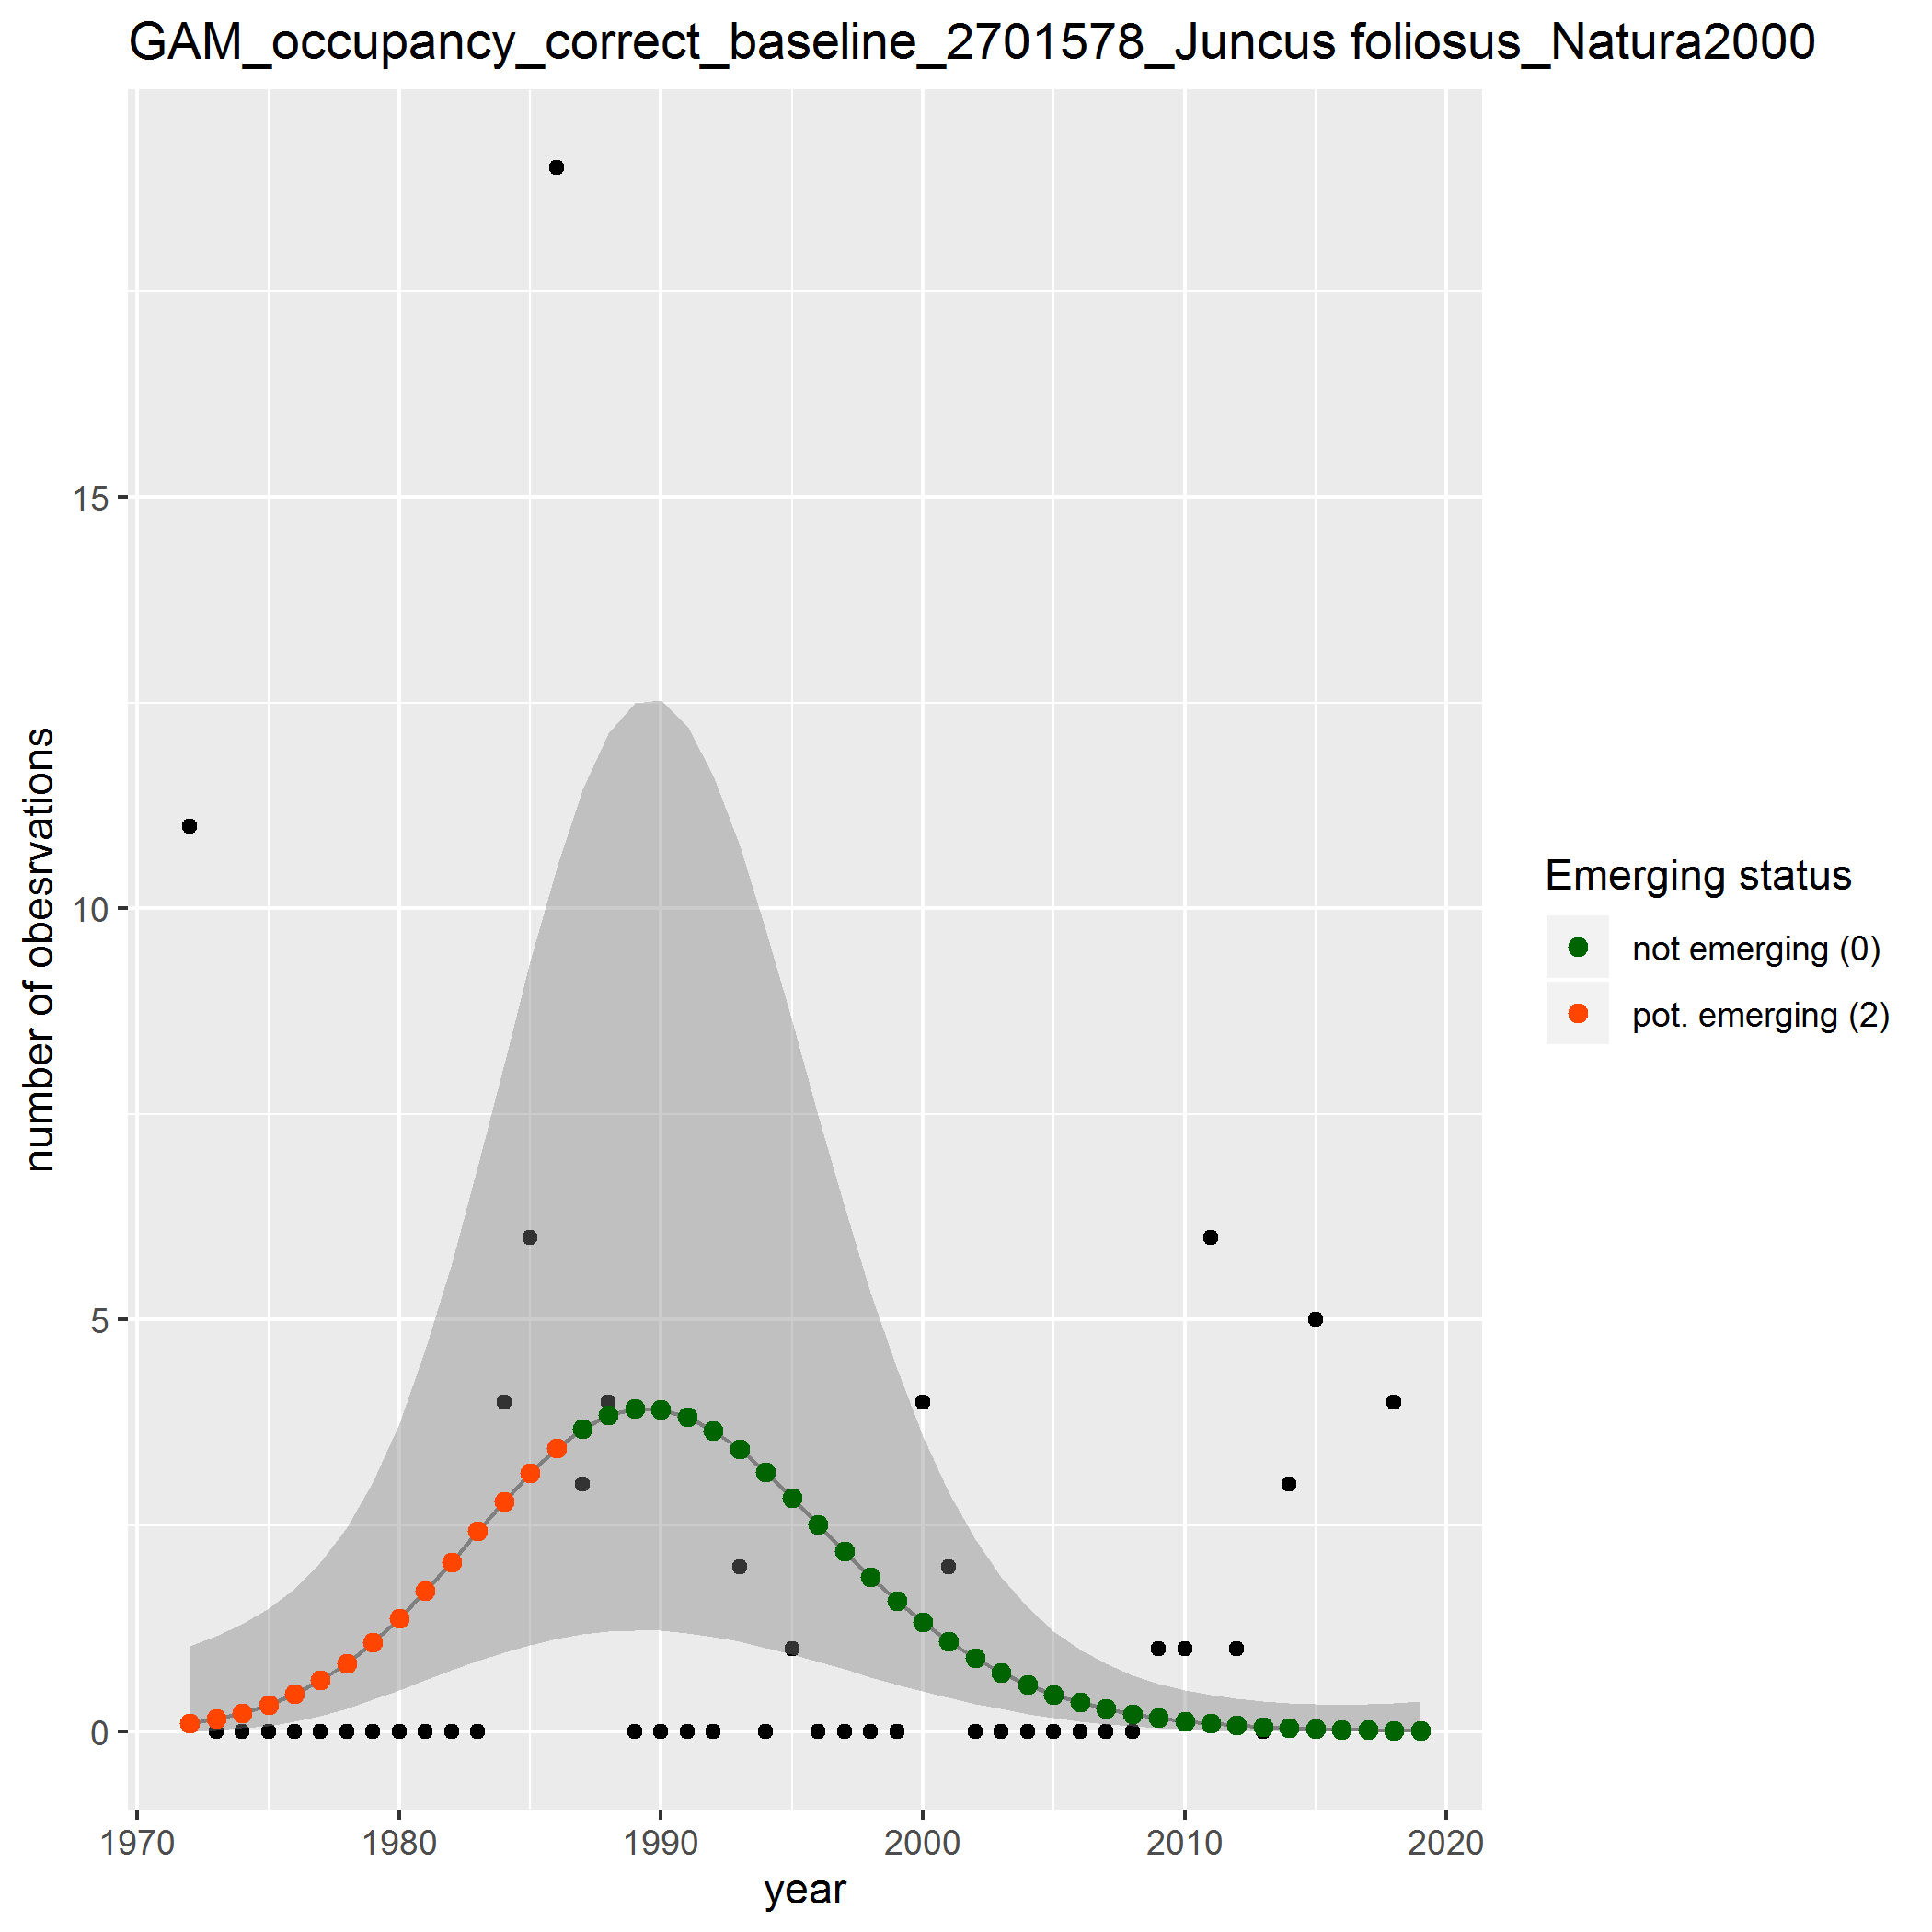 GAM_occupancy_correct_baseline_2701578_Juncus foliosus_Natura2000
number of obesrvations
15
10
5
0
1970 1980 1990 2000 2010 2020
year
Emerging status
not emerging (0)
pot. emerging (2)